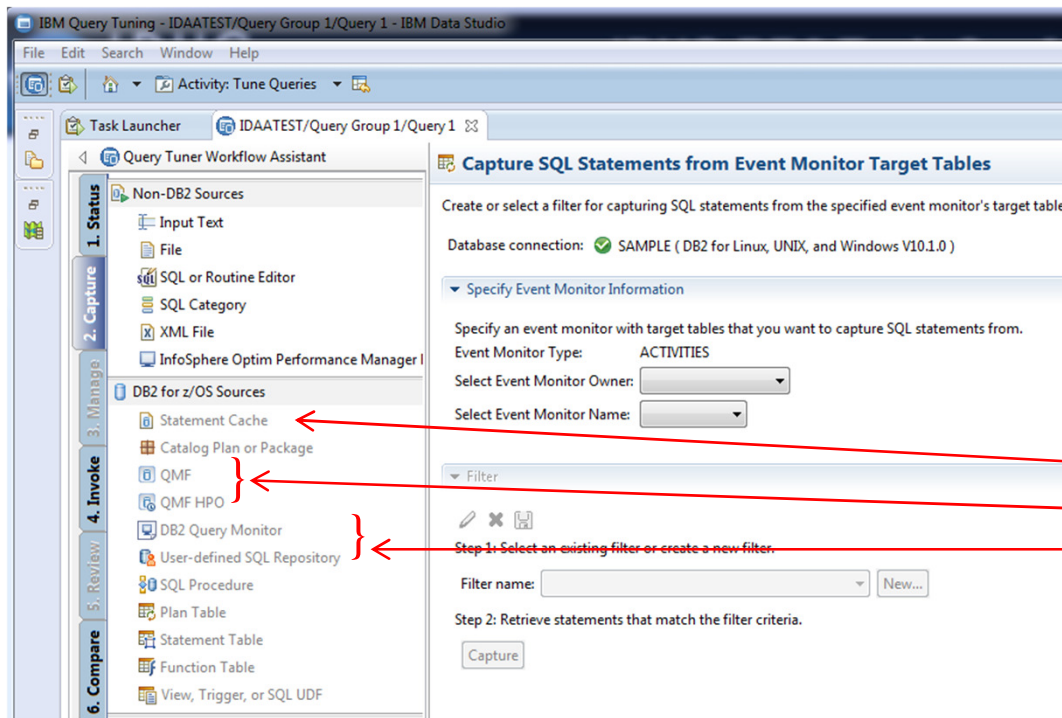 IBM Query Tuning - IDAATEST/Query Group 1/Query 1 - IBM Data Studio
File Edit Search Window Help
Activity: Tune Queries
Task Launcher
IDAATEST/Query Group 1/Query 1
Query Tuner Workflow Assistant
1. Status
2. Capture
3. Manage
4. Invoke
5. Review
6. Compare
Non-DB2 Sources
Input Text
File
SQL or Routine Editor
SQL Category
XML File
InfoSphere Optim Performance Manager
DB2 for z/OS Sources
Statement Cache
Catalog Plan or Package
QMF
QMF HPO
DB2 Query Monitor
User-defined SQL Repository
SQL Procedure
Plan Table
Statement Table
Function Table
View, Trigger, or SQL UDF
Capture SQL Statements from Event Monitor Target Tables
Create or select a filter for capturing SQL statements from the specified event monitor's target table
Database connection: SAMPLE ( DB2 for Linux, UNIX, and Windows V10.1.0 )
Specify Event Monitor Information
Specify an event monitor with target tables that you want to capture SQL statements from.
Event Monitor Type: ACTIVITIES
Select Event Monitor Owner:
Select Event Monitor Name:
Filter
Step 1: Select an existing filter or create a new filter.
Filter name: New...
Step 2: Retrieve statements that match the filter criteria.
Capture